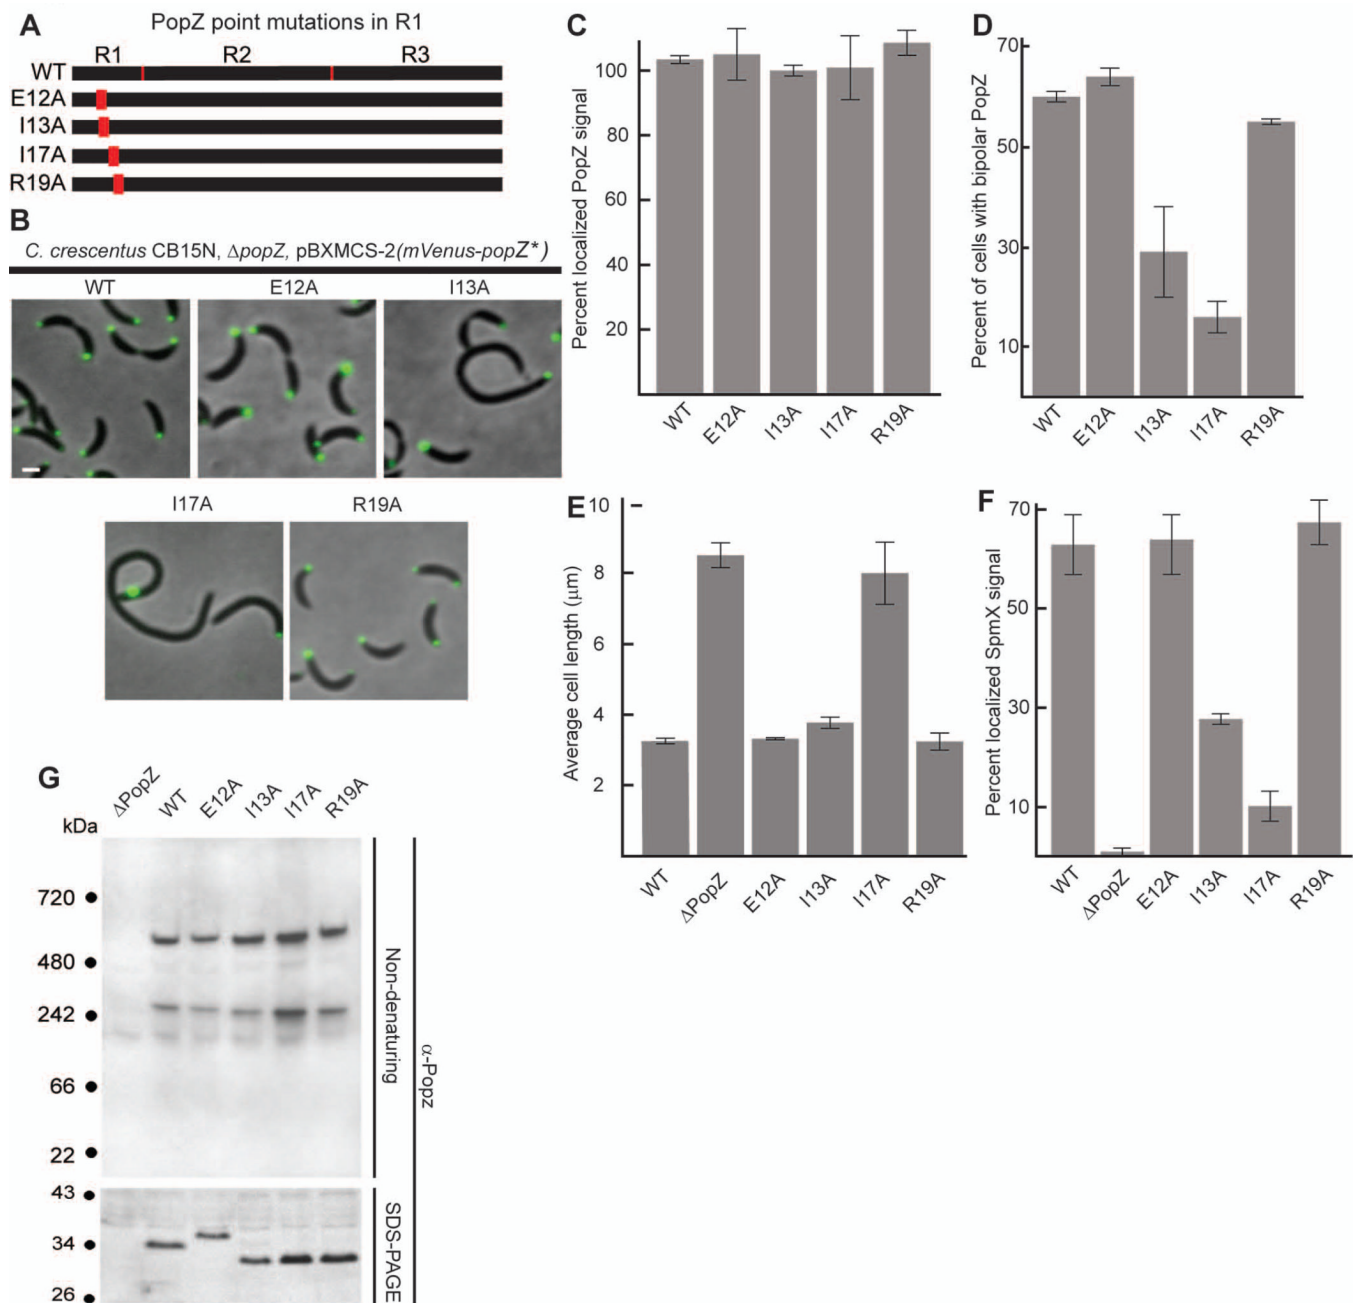 A
PopZ point mutations in R1
R1 R2 R3
WT
E12A
I13A
I17A
R19A
B
C. crescentus CB15N, ΔpopZ, pBXMCS-2(mVenus-popZ*)
WT E12A I13A
I17A R19A
C
Percent localized PopZ signal
100
80
60
40
20
WT E12A I13A I17A R19A
D
Percent of cells with bipolar PopZ
70
50
30
10
WT E12A I13A I17A R19A
E
Average cell length (μm)
10
8
6
4
2
WT ΔPopZ E12A I13A I17A R19A
F
Percent localized SpmX signal
70
50
30
10
WT ΔPopZ E12A I13A I17A R19A
G
ΔPopZ WT E12A I13A I17A R19A
kDa
720
480
242
66
22
43
34
26
Non-denaturing
SDS-PAGE
α-Popz